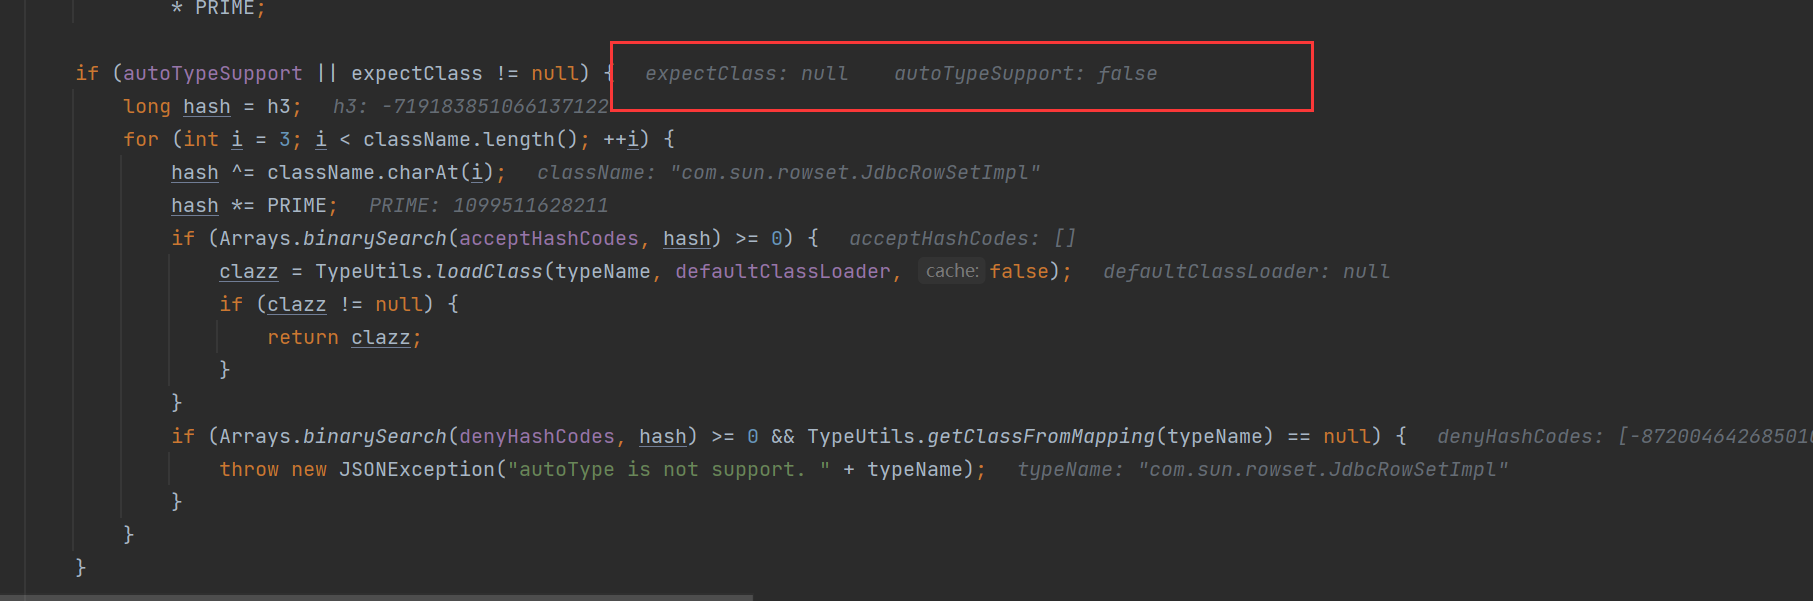 * PRIME;
if (autoTypeSupport || expectClass != null) { expectClass: null autoTypeSupport: false
long hash = h3; h3: -719183851066137122
for (int i = 3; i < className.length(); ++i) {
hash ^= className.charAt(i); className: "com.sun.rowset.JdbcRowSetImpl"
hash *= PRIME; PRIME: 1099511628211
if (Arrays.binarySearch(acceptHashCodes, hash) >= 0) { acceptHashCodes: []
clazz = TypeUtils.loadClass(typeName, defaultClassLoader, cache: false); defaultClassLoader: null
if (clazz != null) {
return clazz;
}
}
if (Arrays.binarySearch(denyHashCodes, hash) >= 0 && TypeUtils.getClassFromMapping(typeName) == null) { denyHashCodes: [-87200464268501
throw new JSONException("autoType is not support. " + typeName); typeName: "com.sun.rowset.JdbcRowSetImpl"
}
}
}